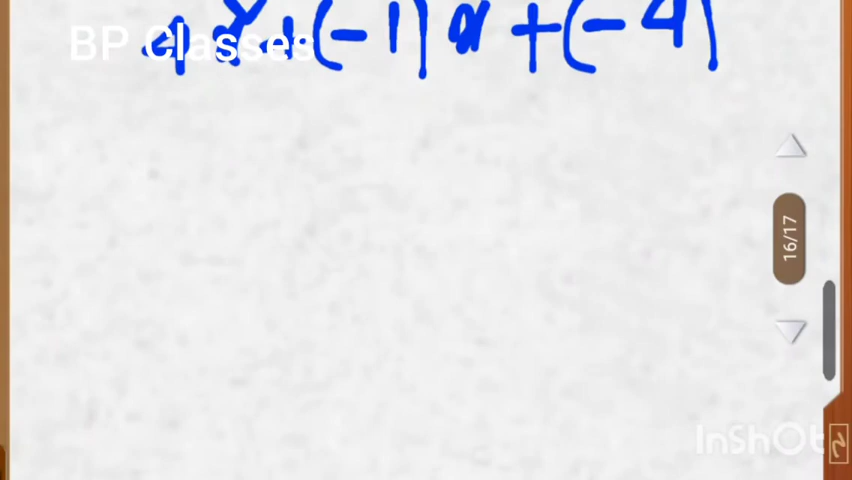 BP Classes
+(-1)x+(-4)
16/17
InShOt